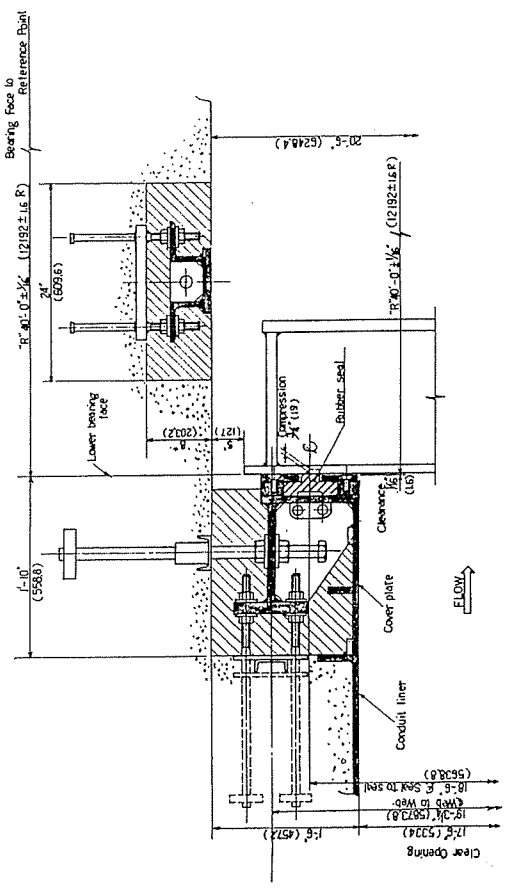 Bearing Face to
Reference Point
"R" 40'-0" ± 1/16" (12192 ± 1.6 R)
24"
(609.6)
20'-6" (6248.4)
"R" 40'-0" ± 1/16" (12192 ± 1.6 R)
Lower bearing
face
8"
(203.2)
5"
(127)
Compression
3/4" (19)
Rubber seal
1'-10"
(558.8)
Clearance
1/16"
(1.6)
Cover plate
FLOW
Conduit liner
1'-6" (457.2)
18'-6" ₵ Seal to seal
(5638.8)
₵ Web to Web
19'-3¼" (5873.8)
17'-6" (5334)
Clear Opening